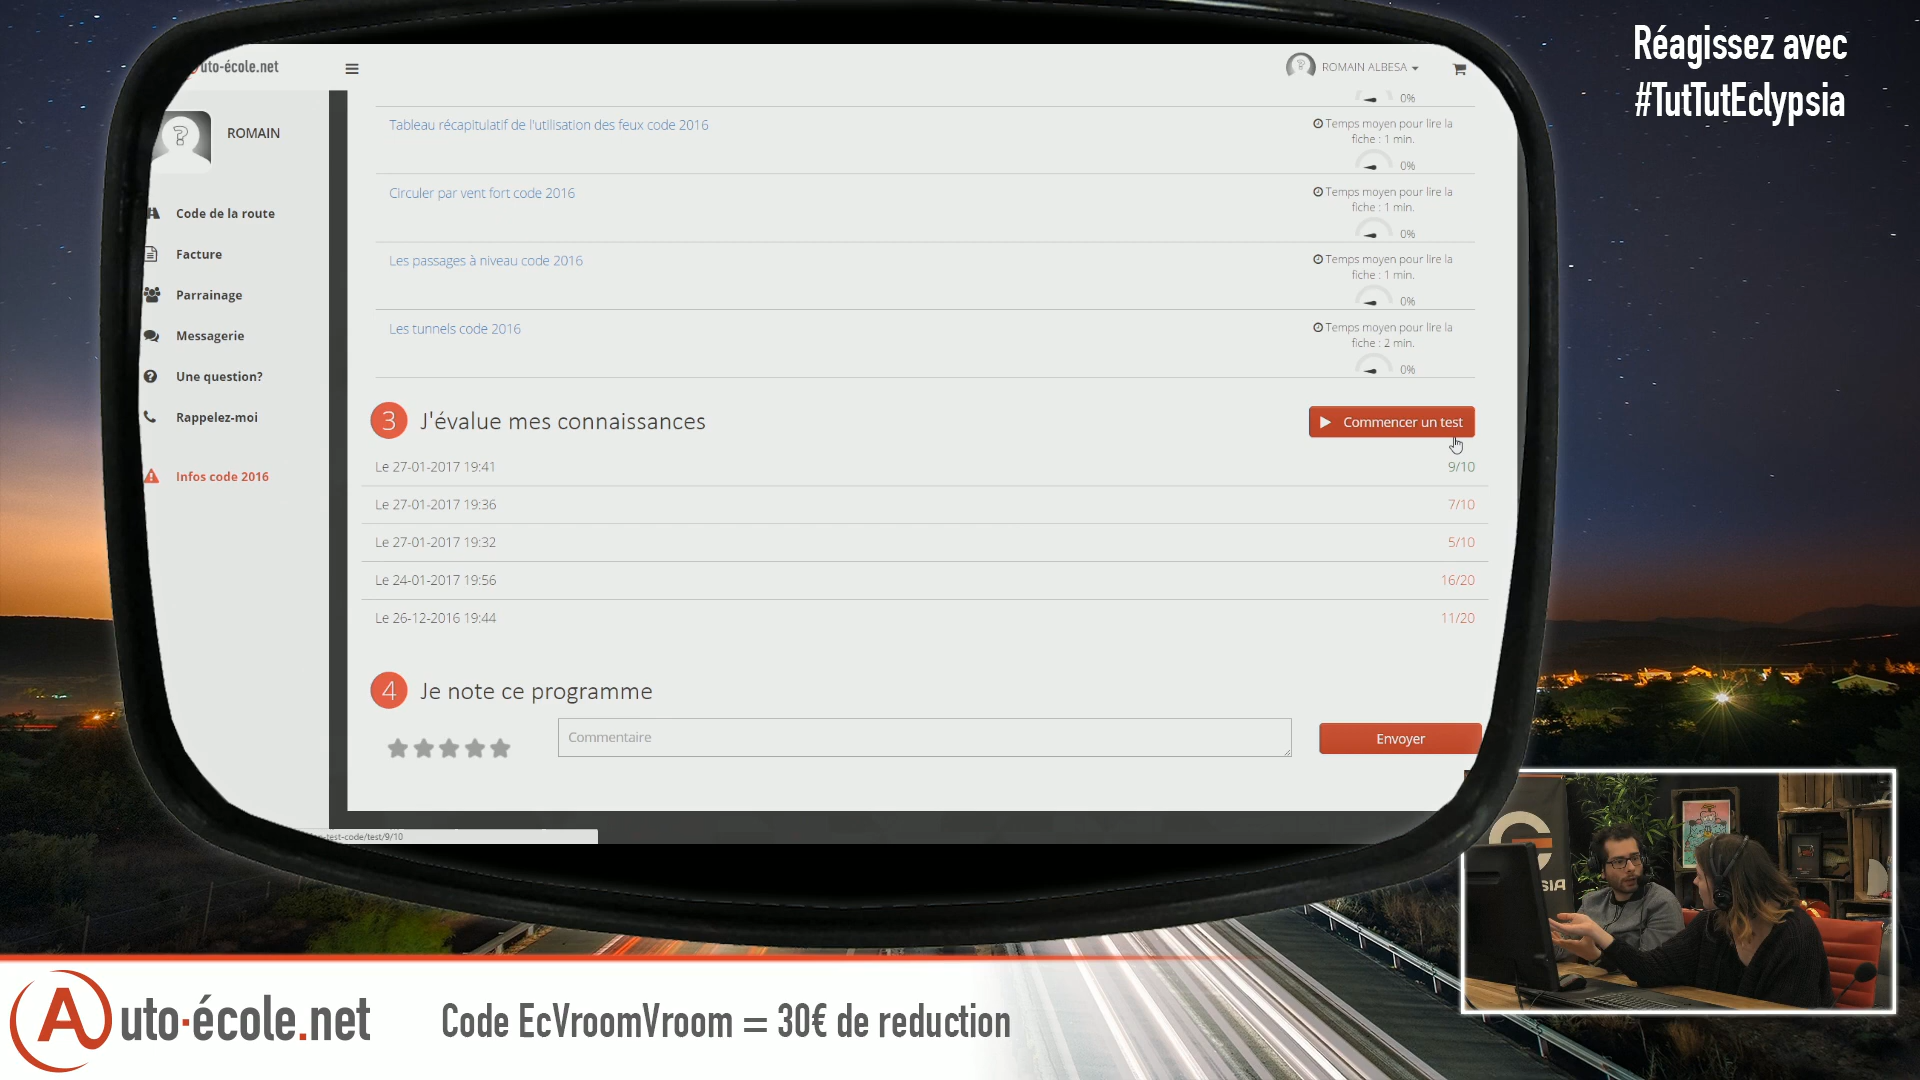 Réagissez avec
#TutTutEclypsia
uto-école.net
ROMAIN ALBESA
ROMAIN
Code de la route
Facture
Parrainage
Messagerie
Une question?
Rappelez-moi
Infos code 2016
0%
Tableau récapitulatif de l'utilisation des feux code 2016
Temps moyen pour lire la
fiche : 1 min.
0%
Circuler par vent fort code 2016
Temps moyen pour lire la
fiche : 1 min.
0%
Les passages à niveau code 2016
Temps moyen pour lire la
fiche : 1 min.
0%
Les tunnels code 2016
Temps moyen pour lire la
fiche : 2 min.
0%
3 J'évalue mes connaissances
Commencer un test
Le 27-01-2017 19:41 9/10
Le 27-01-2017 19:36 7/10
Le 27-01-2017 19:32 5/10
Le 24-01-2017 19:56 16/20
Le 26-12-2016 19:44 11/20
4 Je note ce programme
Commentaire
Envoyer
-test-code/test/9/10
SIA
Auto-école.net
Code EcVroomVroom = 30€ de reduction